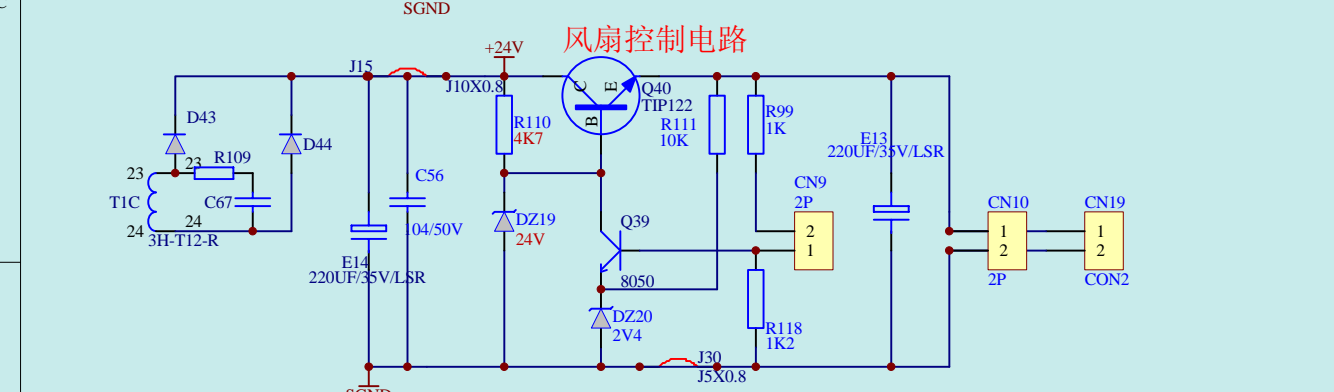 SGND
风扇控制电路
+24V
J15
J10X0.8
Q40
TIP122
C
E
B
D43
D44
R110
4K7
R111
10K
R99
1K
E13
220UF/35V/LSR
23
23
R109
T1C
C67
24
24
3H-T12-R
C56
104/50V
E14
220UF/35V/LSR
DZ19
24V
Q39
8050
DZ20
2V4
CN9
2P
2
1
R118
1K2
J30
J5X0.8
CN10
1
2
2P
CN19
1
2
CON2
SGND